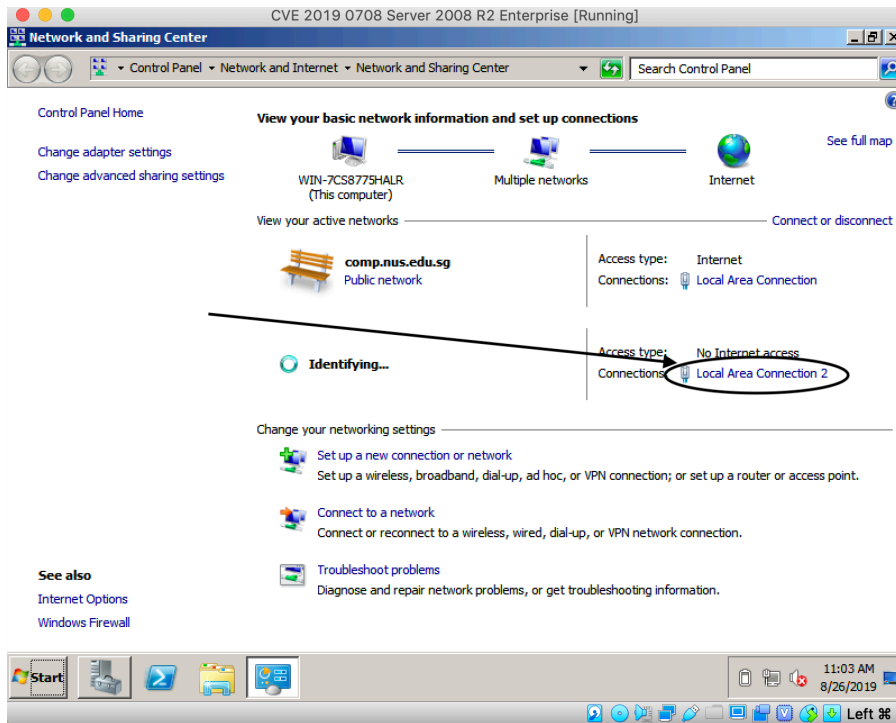 CVE 2019 0708 Server 2008 R2 Enterprise [Running]
Network and Sharing Center
Control Panel Network and Internet Network and Sharing Center
Search Control Panel
Control Panel Home
Change adapter settings
Change advanced sharing settings
View your basic network information and set up connections
See full map
WIN-7CS8775HALR
(This computer)
Multiple networks
Internet
View your active networks
Connect or disconnect
comp.nus.edu.sg
Public network
Access type: Internet
Connections: Local Area Connection
Identifying...
Access type: No Internet access
Connections Local Area Connection 2
Change your networking settings
Set up a new connection or network
Set up a wireless, broadband, dial-up, ad hoc, or VPN connection; or set up a router or access point.
Connect to a network
Connect or reconnect to a wireless, wired, dial-up, or VPN network connection.
Troubleshoot problems
Diagnose and repair network problems, or get troubleshooting information.
See also
Internet Options
Windows Firewall
Start
11:03 AM
8/26/2019
Left ⌘